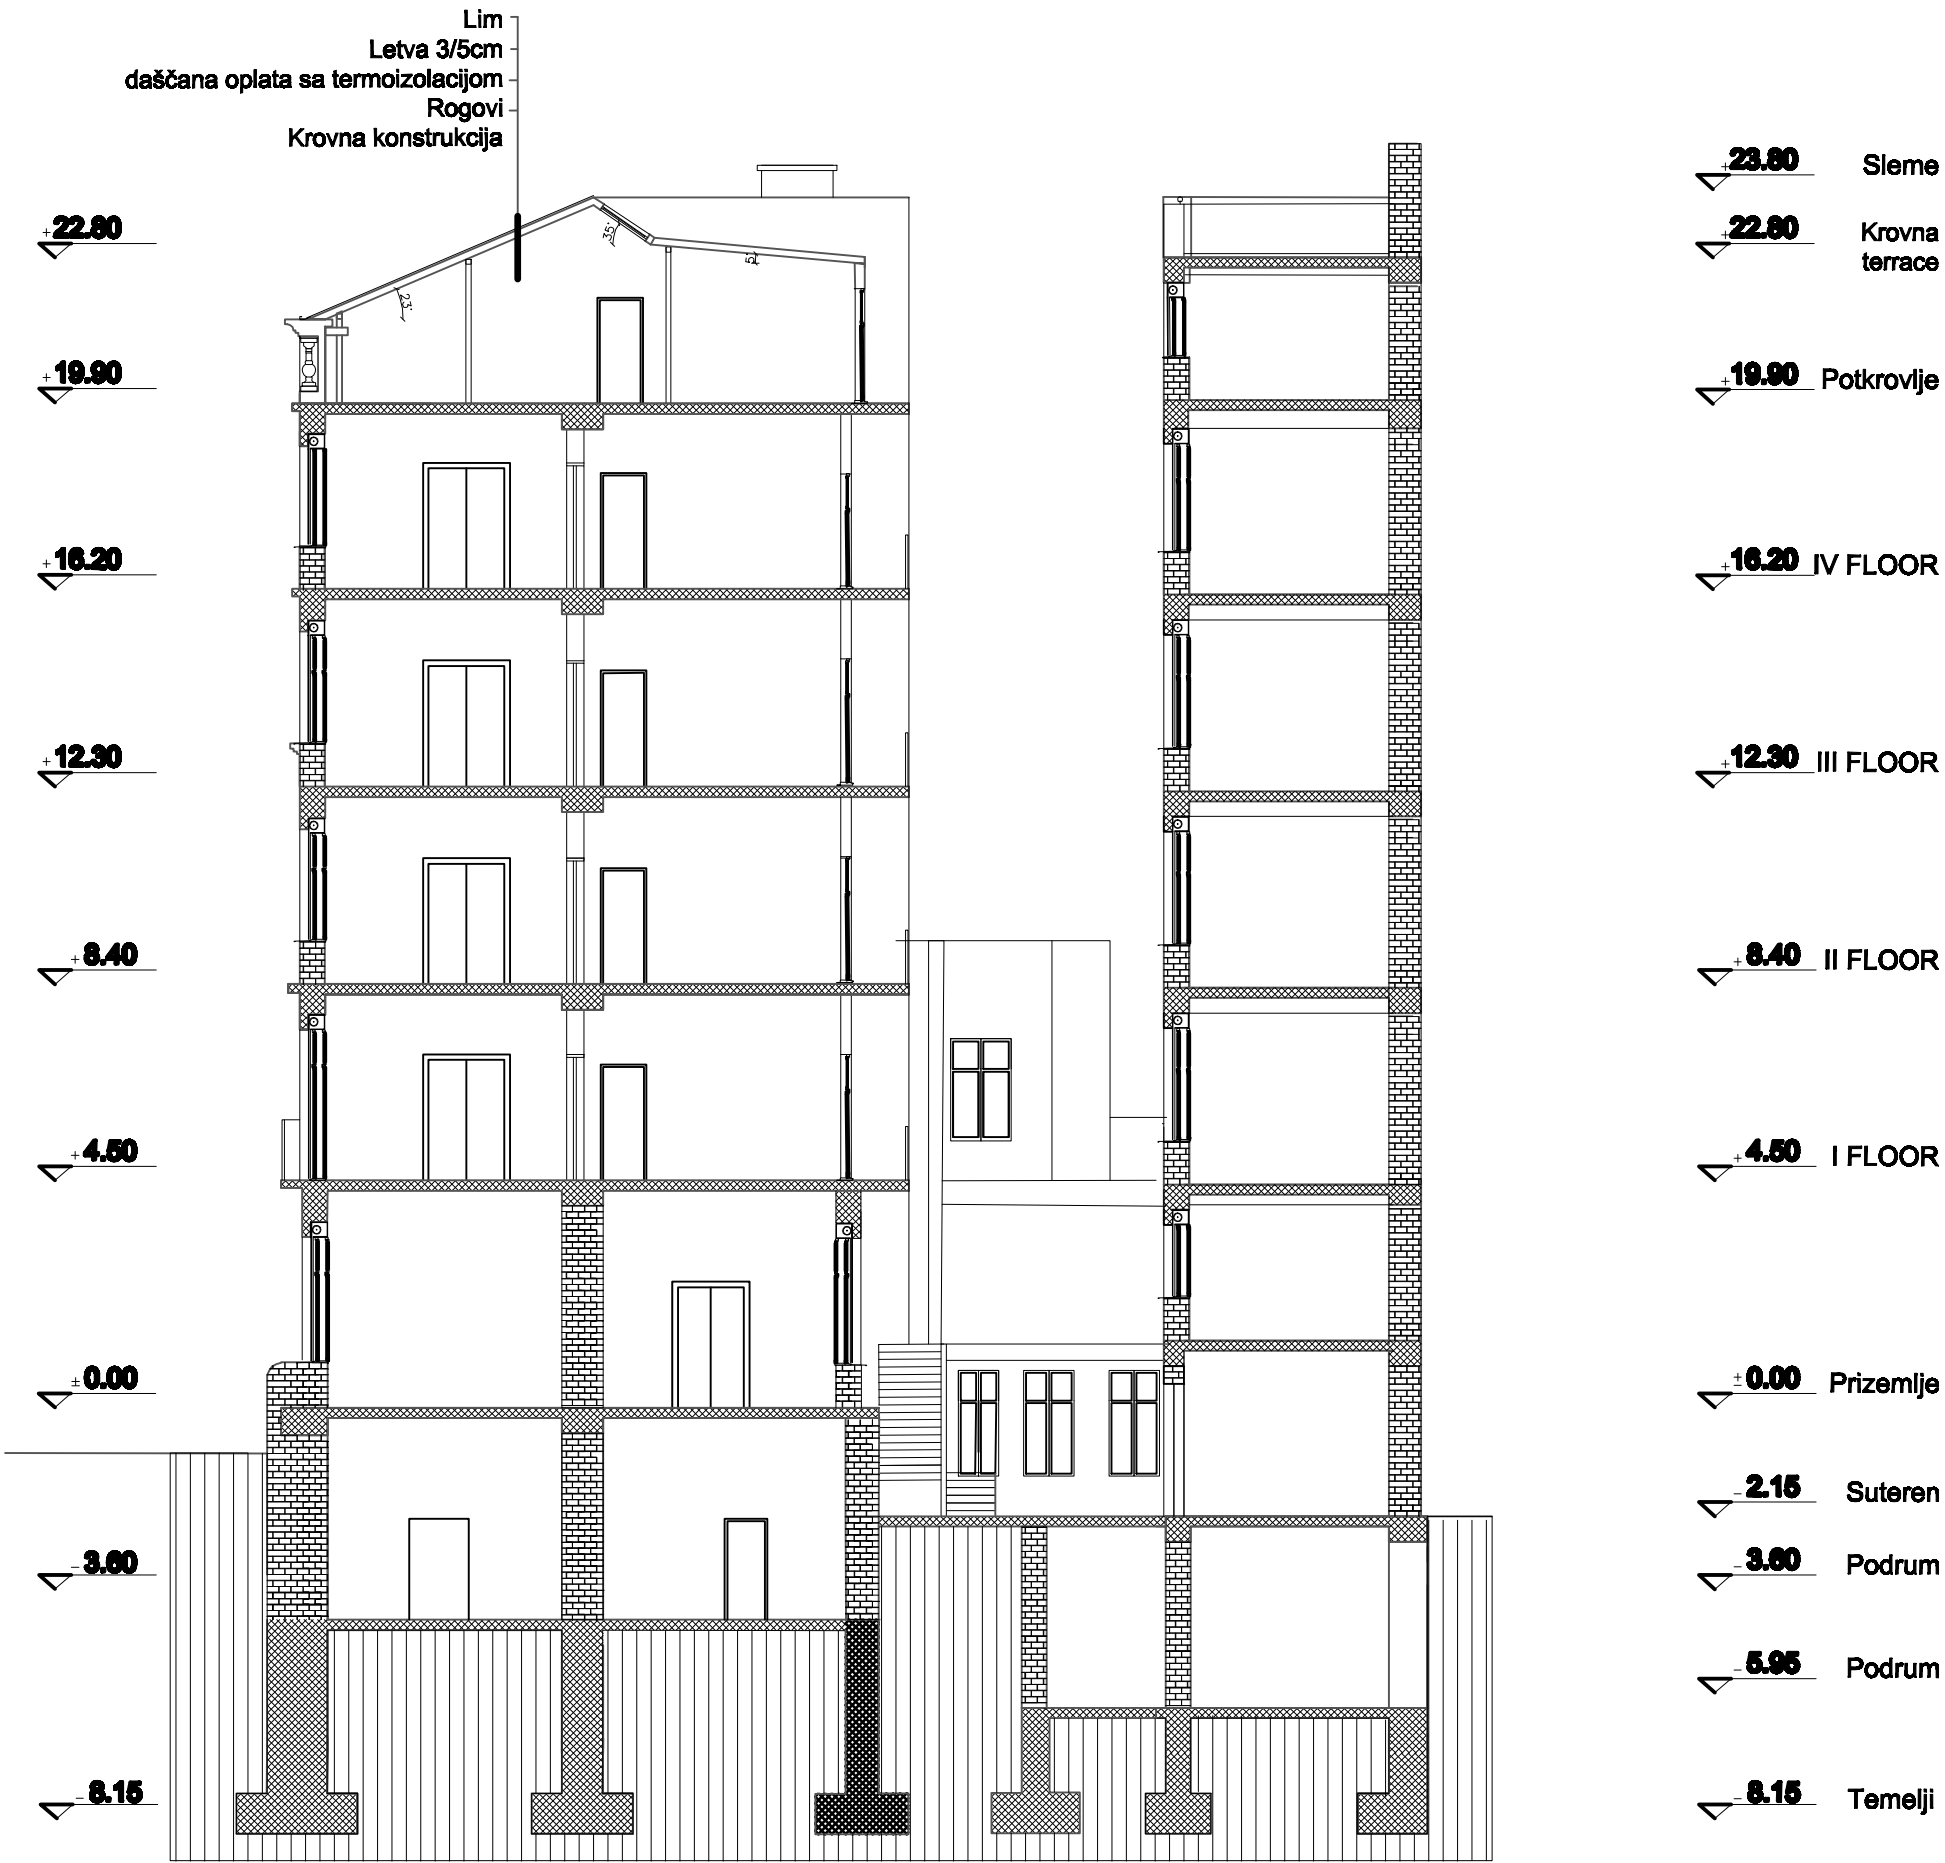 Lim
Letva 3/5cm
daščana oplata sa termoizolacijom
Rogovi
Krovna konstrukcija
+23.80 Sleme
+22.80
+22.80 Krovna
terrace
35°
5°
23°
+19.90
+19.90 Potkrovlje
+16.20
+16.20 IV FLOOR
+12.30
+12.30 III FLOOR
+8.40
+8.40 II FLOOR
+4.50
+4.50 I FLOOR
±0.00
±0.00 Prizemlje
-2.15 Suteren
-3.60
-3.60 Podrum
-5.95 Podrum
-8.15
-8.15 Temelji